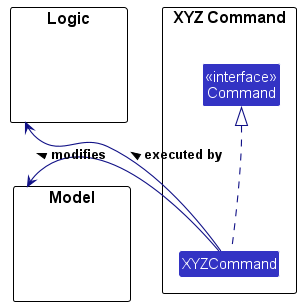 Logic
XYZ Command
«interface»
Command
modifies
executed by
Model
XYZCommand